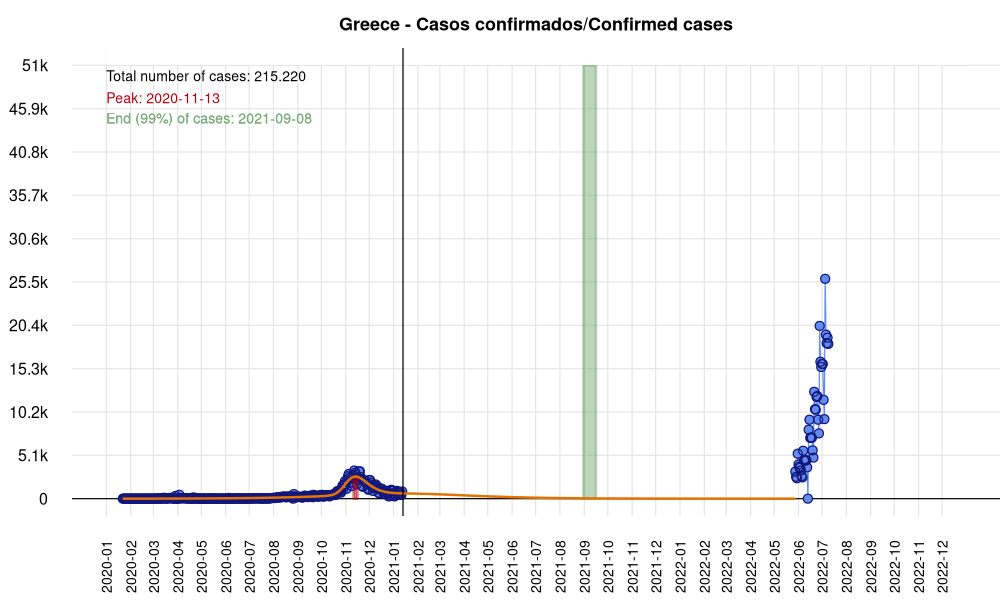 Greece - Casos confirmados/Confirmed cases
Total number of cases: 215.220
Peak: 2020-11-13
End (99%) of cases: 2021-09-08
51k
45.9k
40.8k
35.7k
30.6k
25.5k
20.4k
15.3k
10.2k
5.1k
0
2020-01
2020-02
2020-03
2020-04
2020-05
2020-06
2020-07
2020-08
2020-09
2020-10
2020-11
2020-12
2021-01
2021-02
2021-03
2021-04
2021-05
2021-06
2021-07
2021-08
2021-09
2021-10
2021-11
2021-12
2022-01
2022-02
2022-03
2022-04
2022-05
2022-06
2022-07
2022-08
2022-09
2022-10
2022-11
2022-12